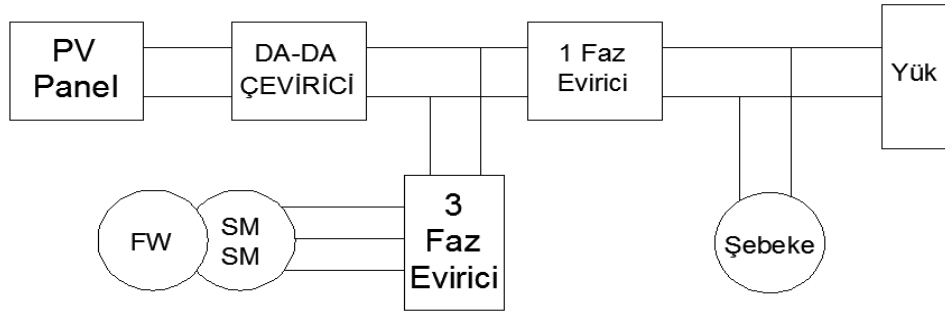 PV
Panel
DA-DA
ÇEVİRİCİ
1 Faz
Evirici
Yük
FW
SM
SM
3
Faz
Evirici
Şebeke